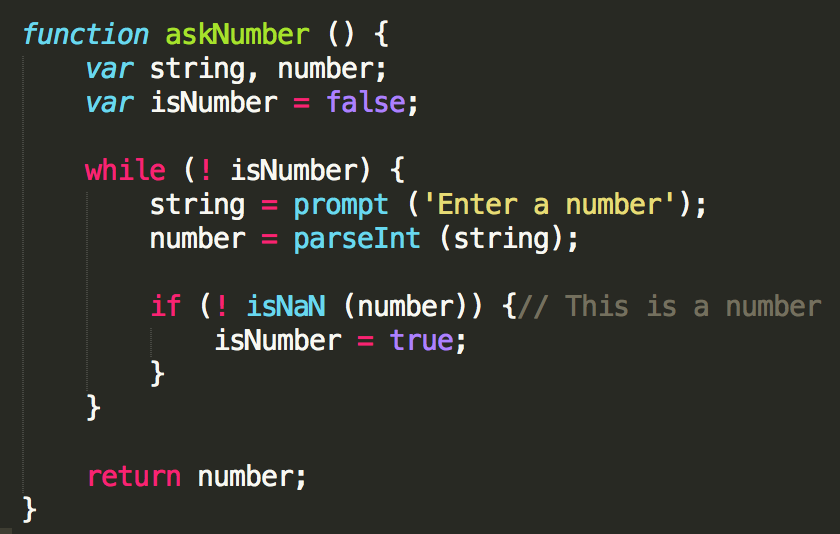 function askNumber () {
    var string, number;
    var isNumber = false;

    while (! isNumber) {
        string = prompt ('Enter a number');
        number = parseInt (string);

        if (! isNaN (number)) {// This is a number
            isNumber = true;
        }
    }

    return number;
}